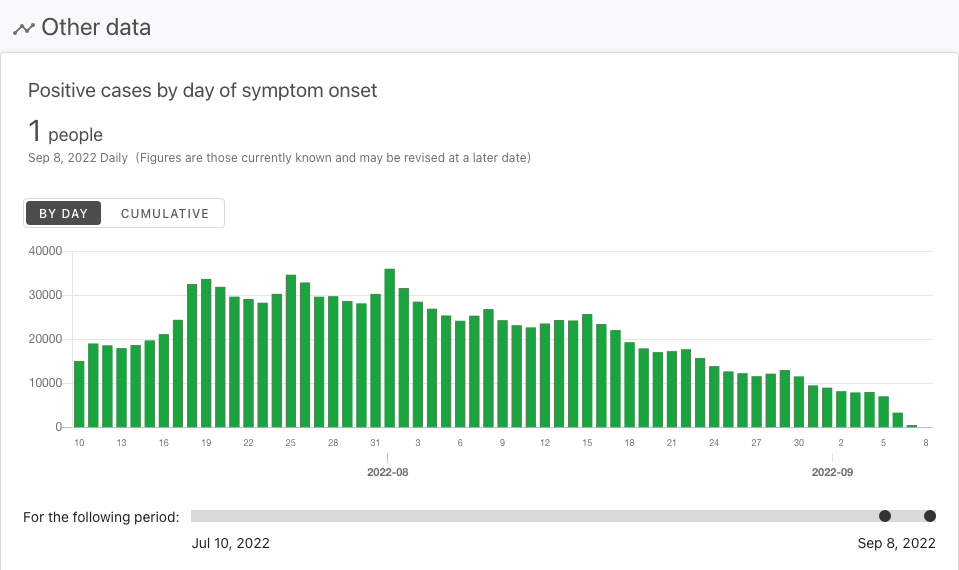 Other data
Positive cases by day of symptom onset
1 people
Sep 8, 2022 Daily (Figures are those currently known and may be revised at a later date)
BY DAY CUMULATIVE
40000
30000
20000
10000
0
10 13 16 19 22 25 28 31 3 6 9 12 15 18 21 24 27 30 2 5 8
2022-08 2022-09
For the following period:
Jul 10, 2022 Sep 8, 2022